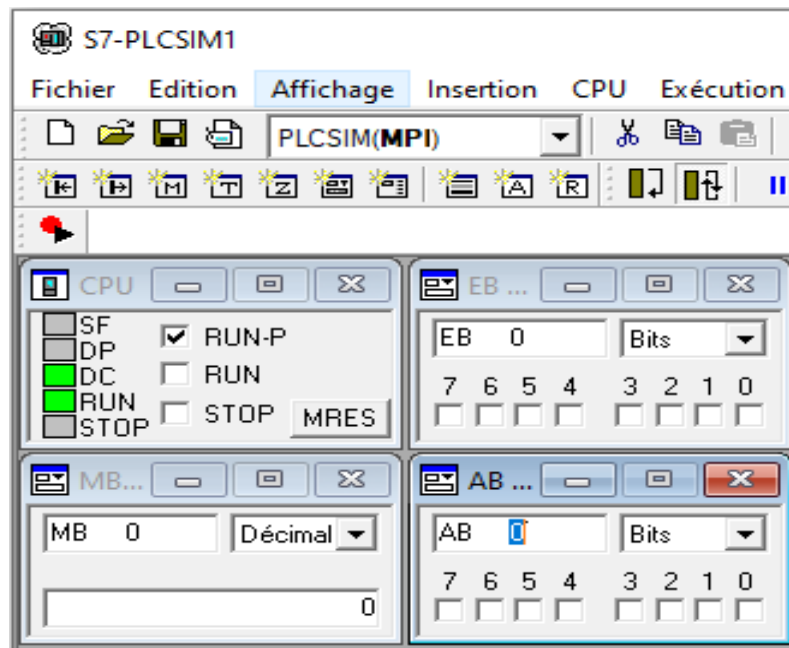 S7-PLCSIM1
Fichier Edition Affichage Insertion CPU Exécution
PLCSIM(MPI)
CPU
SF
DP
DC
RUN
STOP
RUN-P
RUN
STOP
MRES
EB ...
EB 0 Bits
7 6 5 4 3 2 1 0
MB...
MB 0 Décimal
0
AB ...
AB 0 Bits
7 6 5 4 3 2 1 0